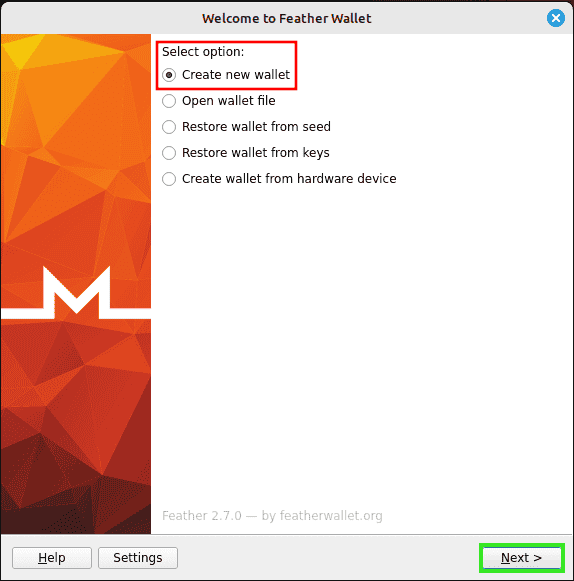 Welcome to Feather Wallet
Select option:
Create new wallet
Open wallet file
Restore wallet from seed
Restore wallet from keys
Create wallet from hardware device
Feather 2.7.0 — by featherwallet.org
Help
Settings
Next >